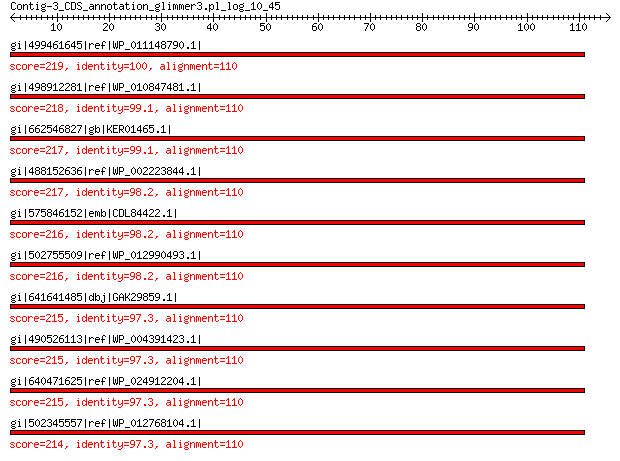 Contig-3_CDS_annotation_glimmer3.pl_log_10_45
10 20 30 40 50 60 70 80 90 100 110
gi|499461645|ref|WP_011148790.1|
score=219, identity=100, alignment=110
gi|498912281|ref|WP_010847481.1|
score=218, identity=99.1, alignment=110
gi|662546827|gb|KER01465.1|
score=217, identity=99.1, alignment=110
gi|488152636|ref|WP_002223844.1|
score=217, identity=98.2, alignment=110
gi|575846152|emb|CDL84422.1|
score=216, identity=98.2, alignment=110
gi|502755509|ref|WP_012990493.1|
score=216, identity=98.2, alignment=110
gi|641641485|dbj|GAK29859.1|
score=215, identity=97.3, alignment=110
gi|490526113|ref|WP_004391423.1|
score=215, identity=97.3, alignment=110
gi|640471625|ref|WP_024912204.1|
score=215, identity=97.3, alignment=110
gi|502345557|ref|WP_012768104.1|
score=214, identity=97.3, alignment=110